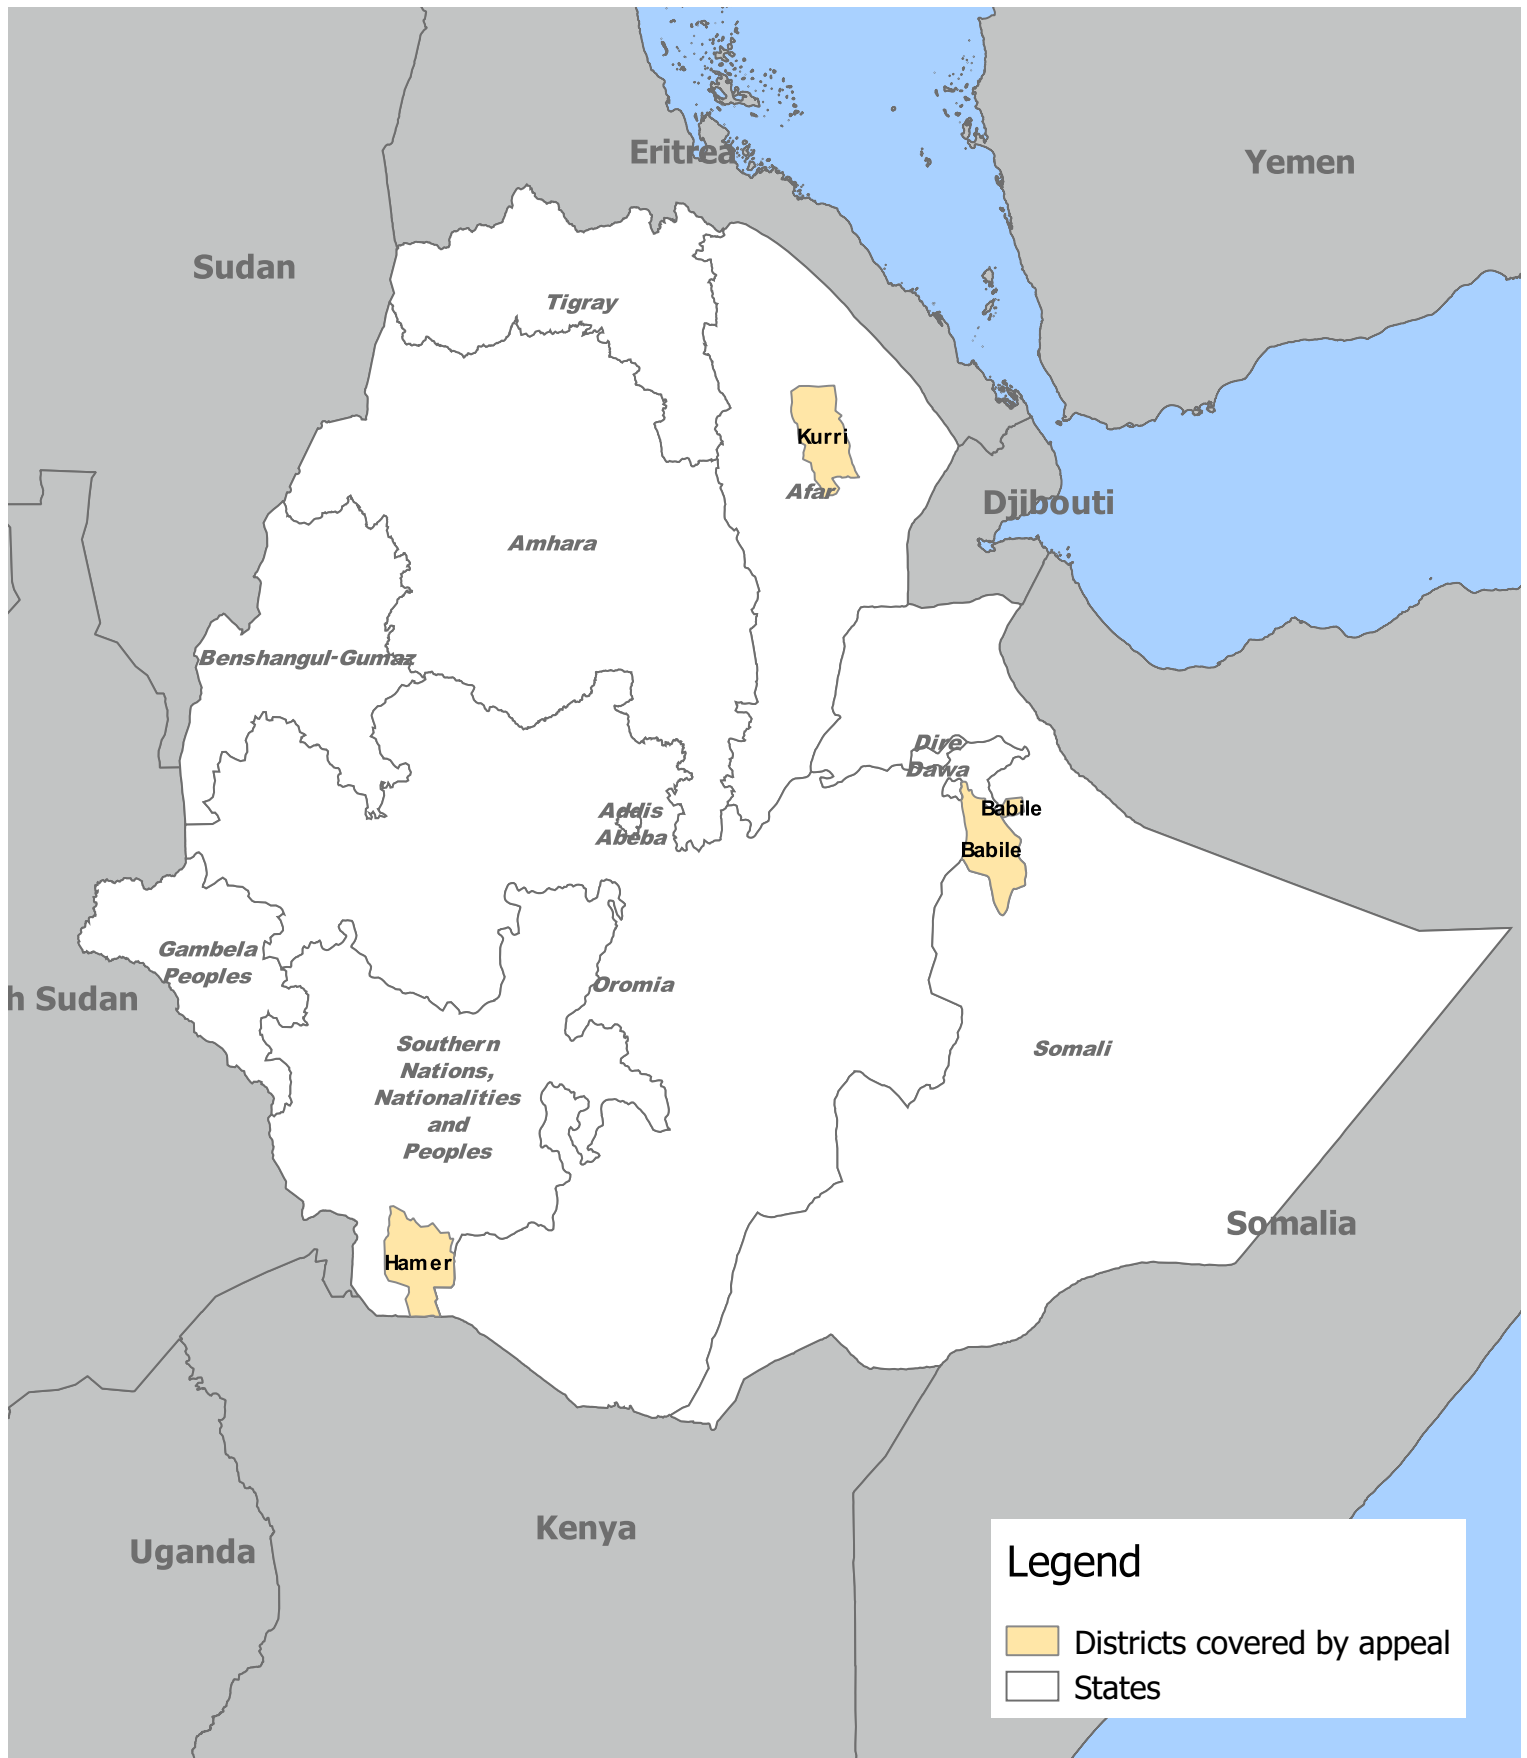 Eritrea
Yemen
Sudan
Tigray
Kurri
Afar
Djibouti
Amhara
Benshangul-Gumaz
Dire
Dawa
Addis
Abeba
Babile
Babile
Gambela
Peoples
h Sudan
Oromia
Southern
Nations,
Nationalities
and
Peoples
Somali
Hamer
Somalia
Kenya
Uganda
Legend
Districts covered by appeal
States